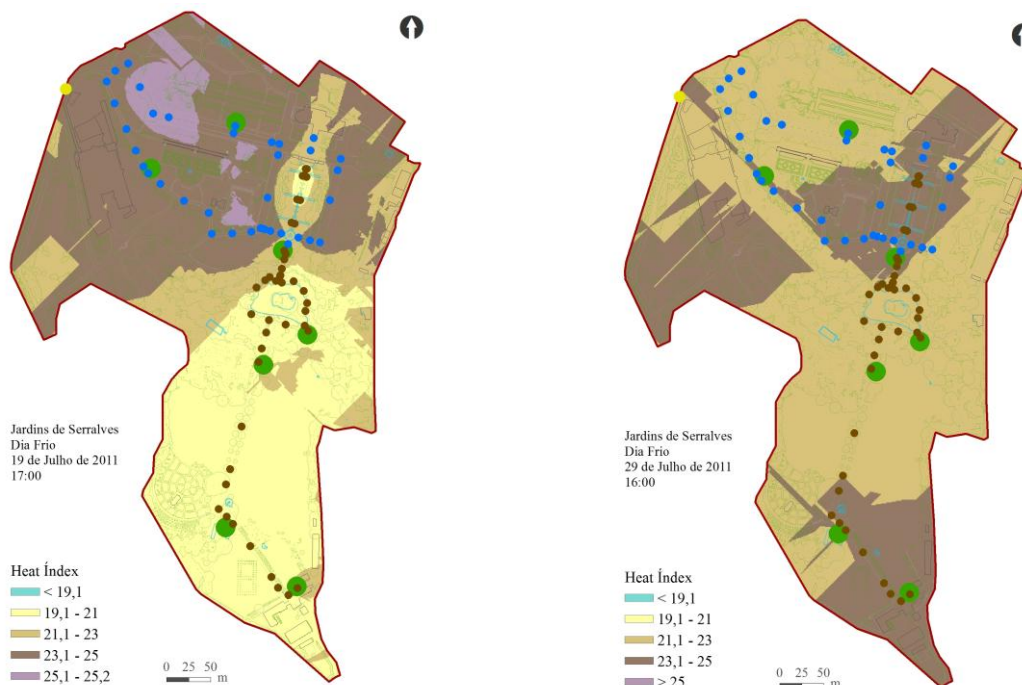 Jardins de Serralves
Dia Frio
19 de Julho de 2011
17:00
Heat Índex
< 19,1
19,1 - 21
21,1 - 23
23,1 - 25
25,1 - 25,2
0 25 50
m
Jardins de Serralves
Dia Frio
29 de Julho de 2011
16:00
Heat Índex
< 19,1
19,1 - 21
21,1 - 23
23,1 - 25
> 25
0 25 50
m